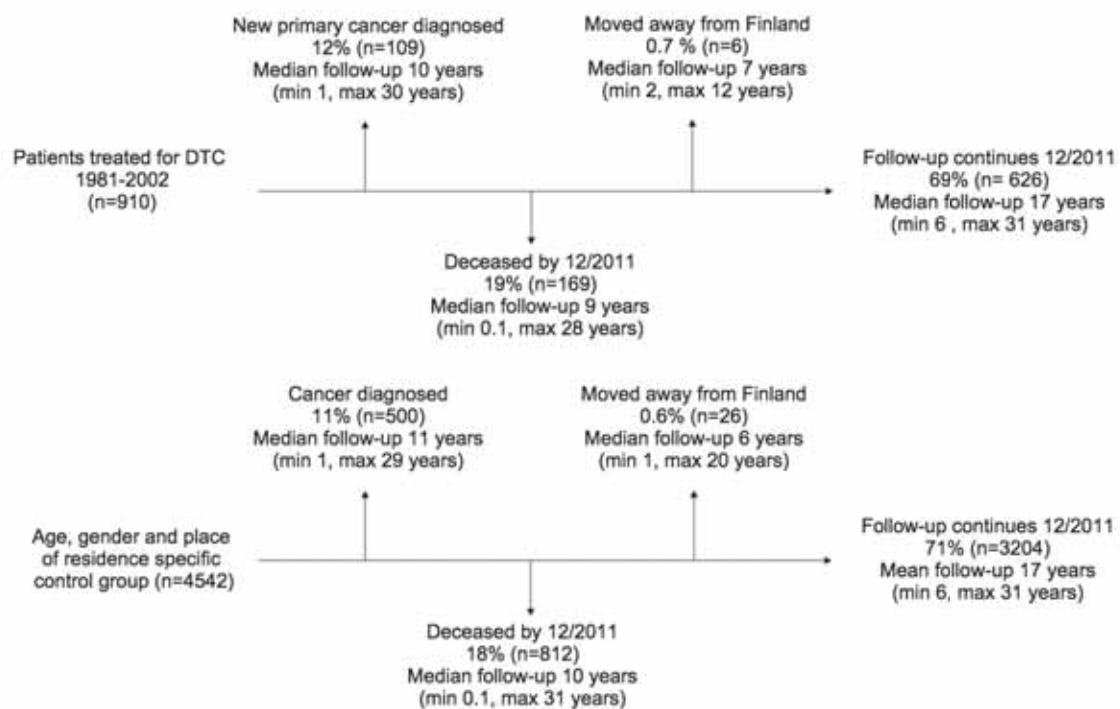 New primary cancer diagnosed
12% (n=109)
Median follow-up 10 years
(min 1, max 30 years)
Moved away from Finland
0.7 % (n=6)
Median follow-up 7 years
(min 2, max 12 years)
Patients treated for DTC
1981-2002
(n=910)
Follow-up continues 12/2011
69% (n= 626)
Median follow-up 17 years
(min 6 , max 31 years)
Deceased by 12/2011
19% (n=169)
Median follow-up 9 years
(min 0.1, max 28 years)
Cancer diagnosed
11% (n=500)
Median follow-up 11 years
(min 1, max 29 years)
Moved away from Finland
0.6% (n=26)
Median follow-up 6 years
(min 1, max 20 years)
Age, gender and place
of residence specific
control group (n=4542)
Follow-up continues 12/2011
71% (n=3204)
Mean follow-up 17 years
(min 6, max 31 years)
Deceased by 12/2011
18% (n=812)
Median follow-up 10 years
(min 0.1, max 31 years)